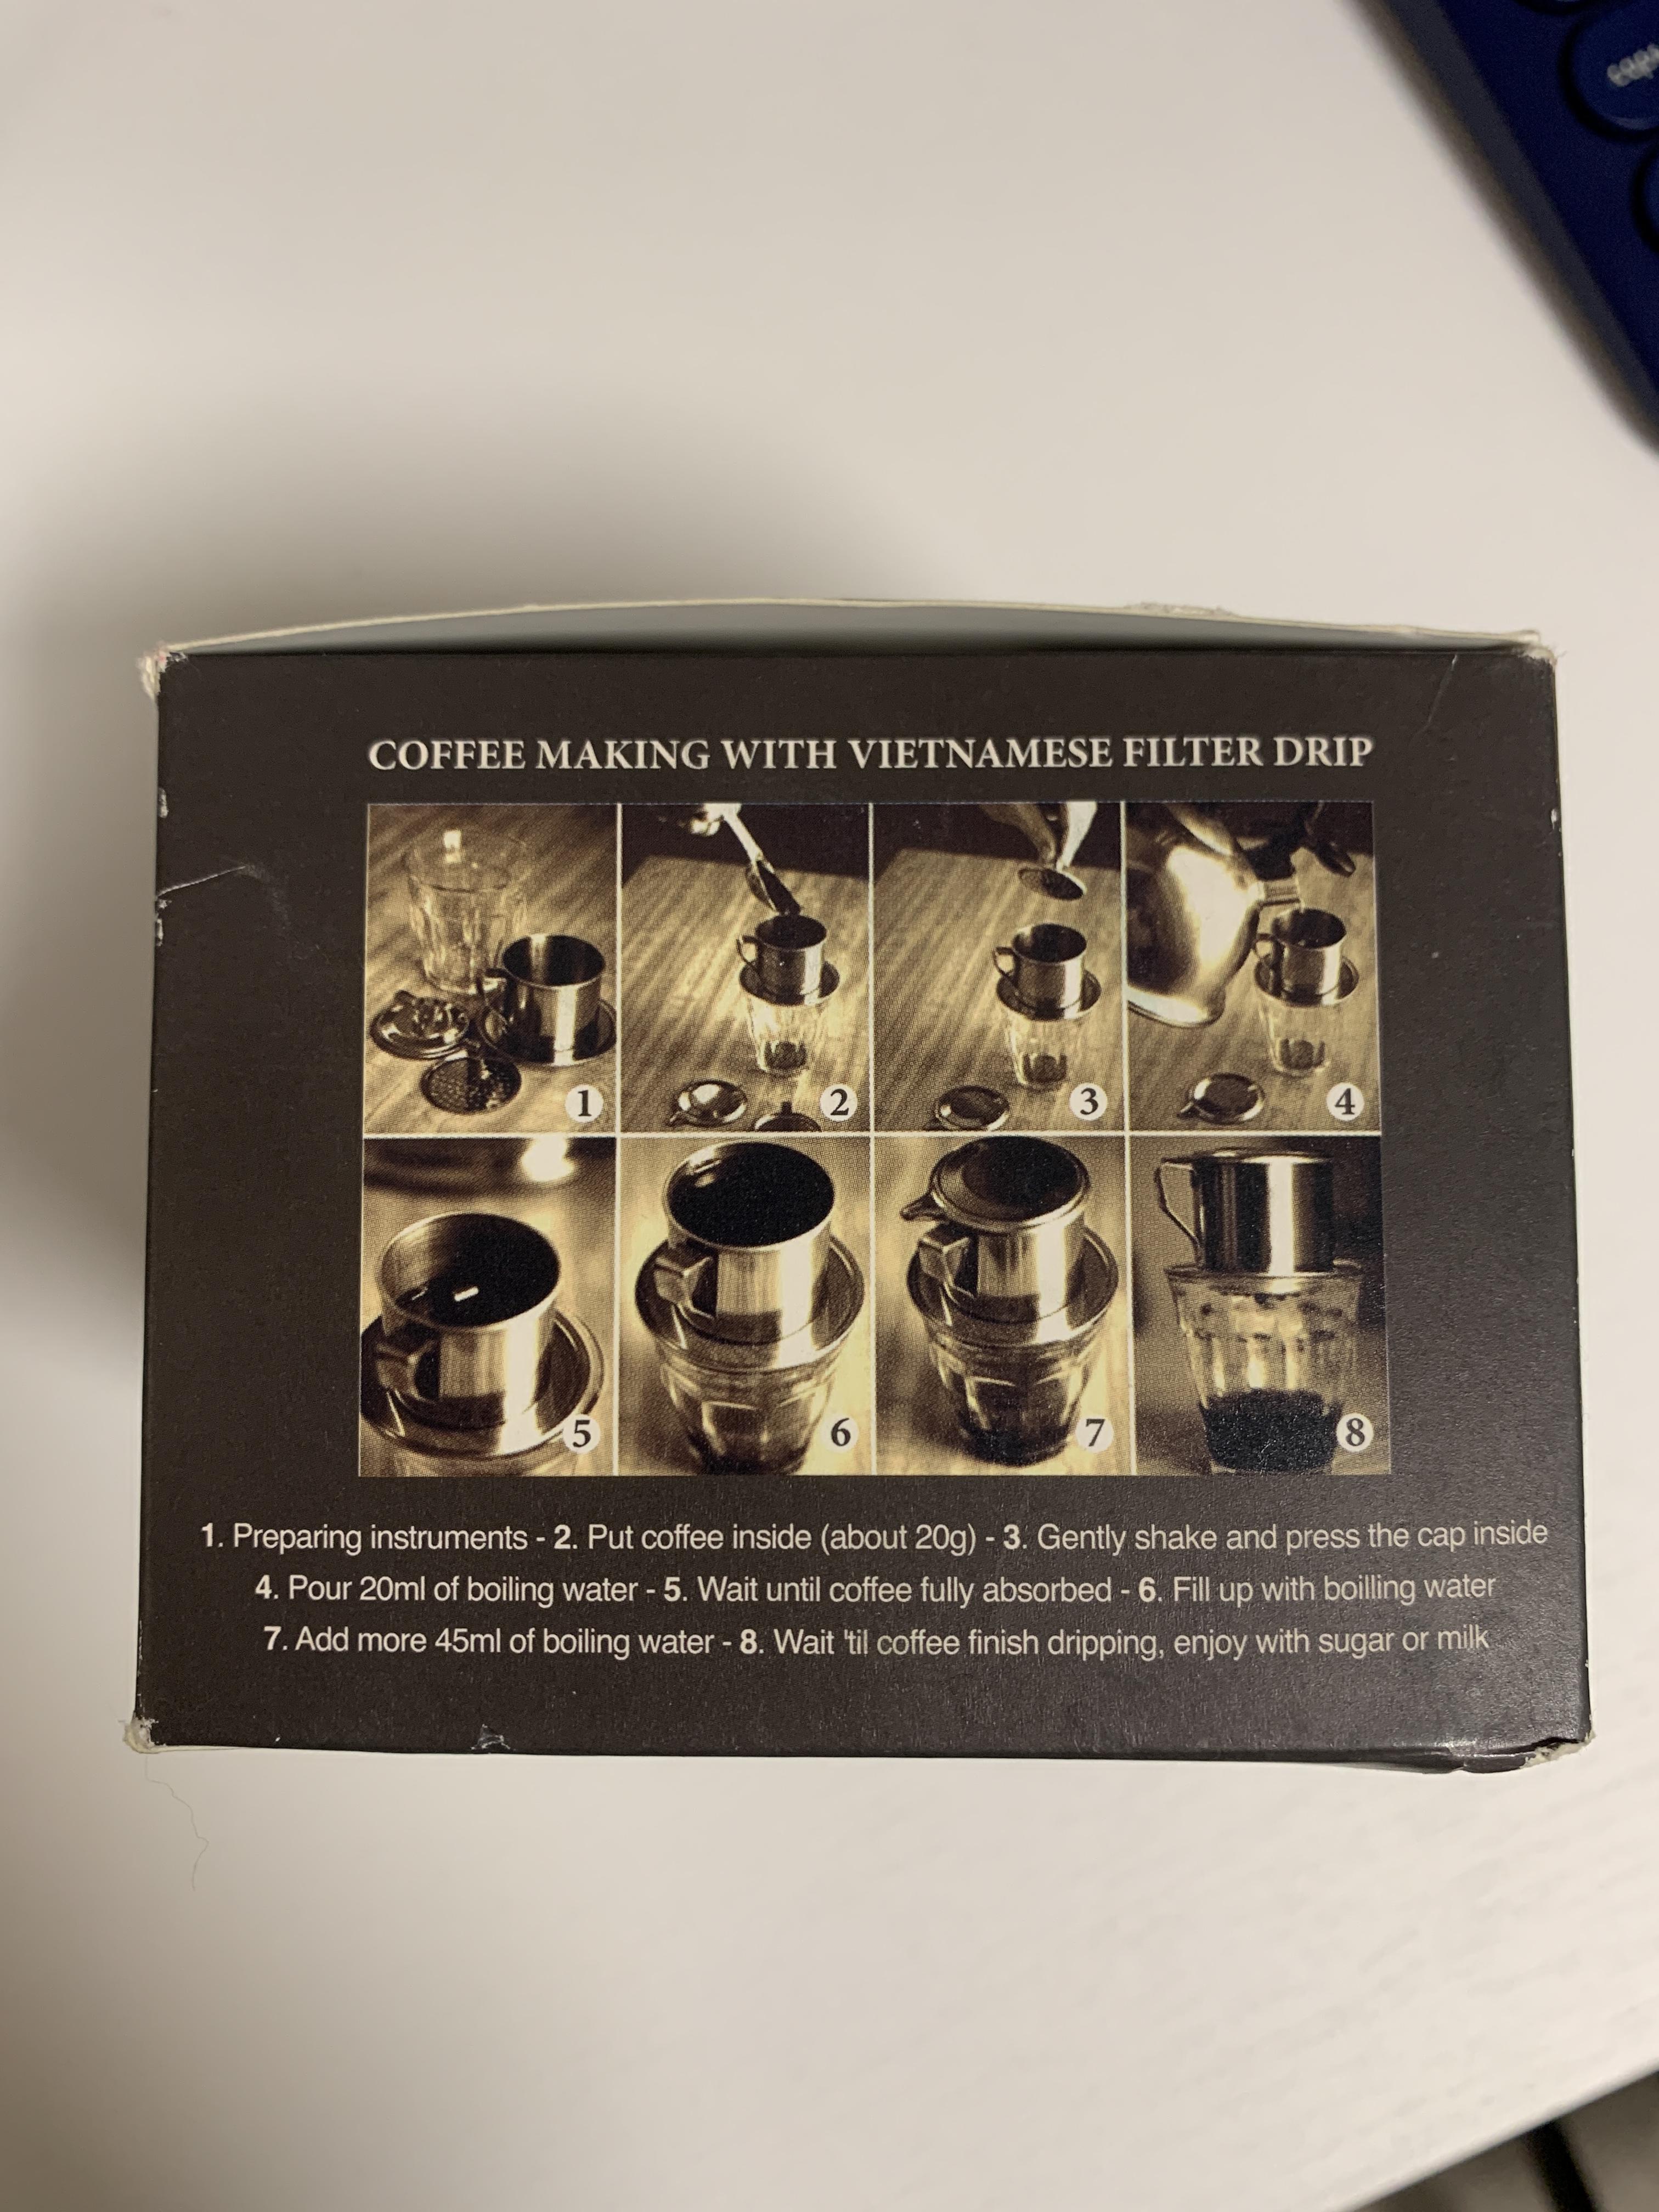 COFFEE MAKING WITH VIETNAMESE FILTER DRIP
1
2
3
4
5
6
7
8
1. Preparing instruments - 2. Put coffee inside (about 20g) - 3. Gently shake and press the cap inside
4. Pour 20ml of boiling water - 5. Wait until coffee fully absorbed - 6. Fill up with boilling water
7. Add more 45ml of boiling water - 8. Wait 'til coffee finish dripping, enjoy with sugar or milk